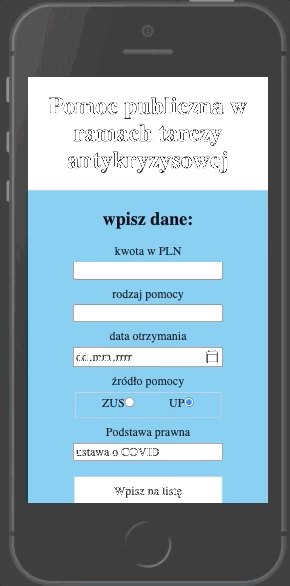 Pomoc publiczna w
ramach tarczy
antykryzysowej
wpisz dane:
kwota w PLN
rodzaj pomocy
data otrzymania
dd.mm.rrrr
źródło pomocy
ZUS UP
Podstawa prawna
ustawa o COVID
Wpisz na listę